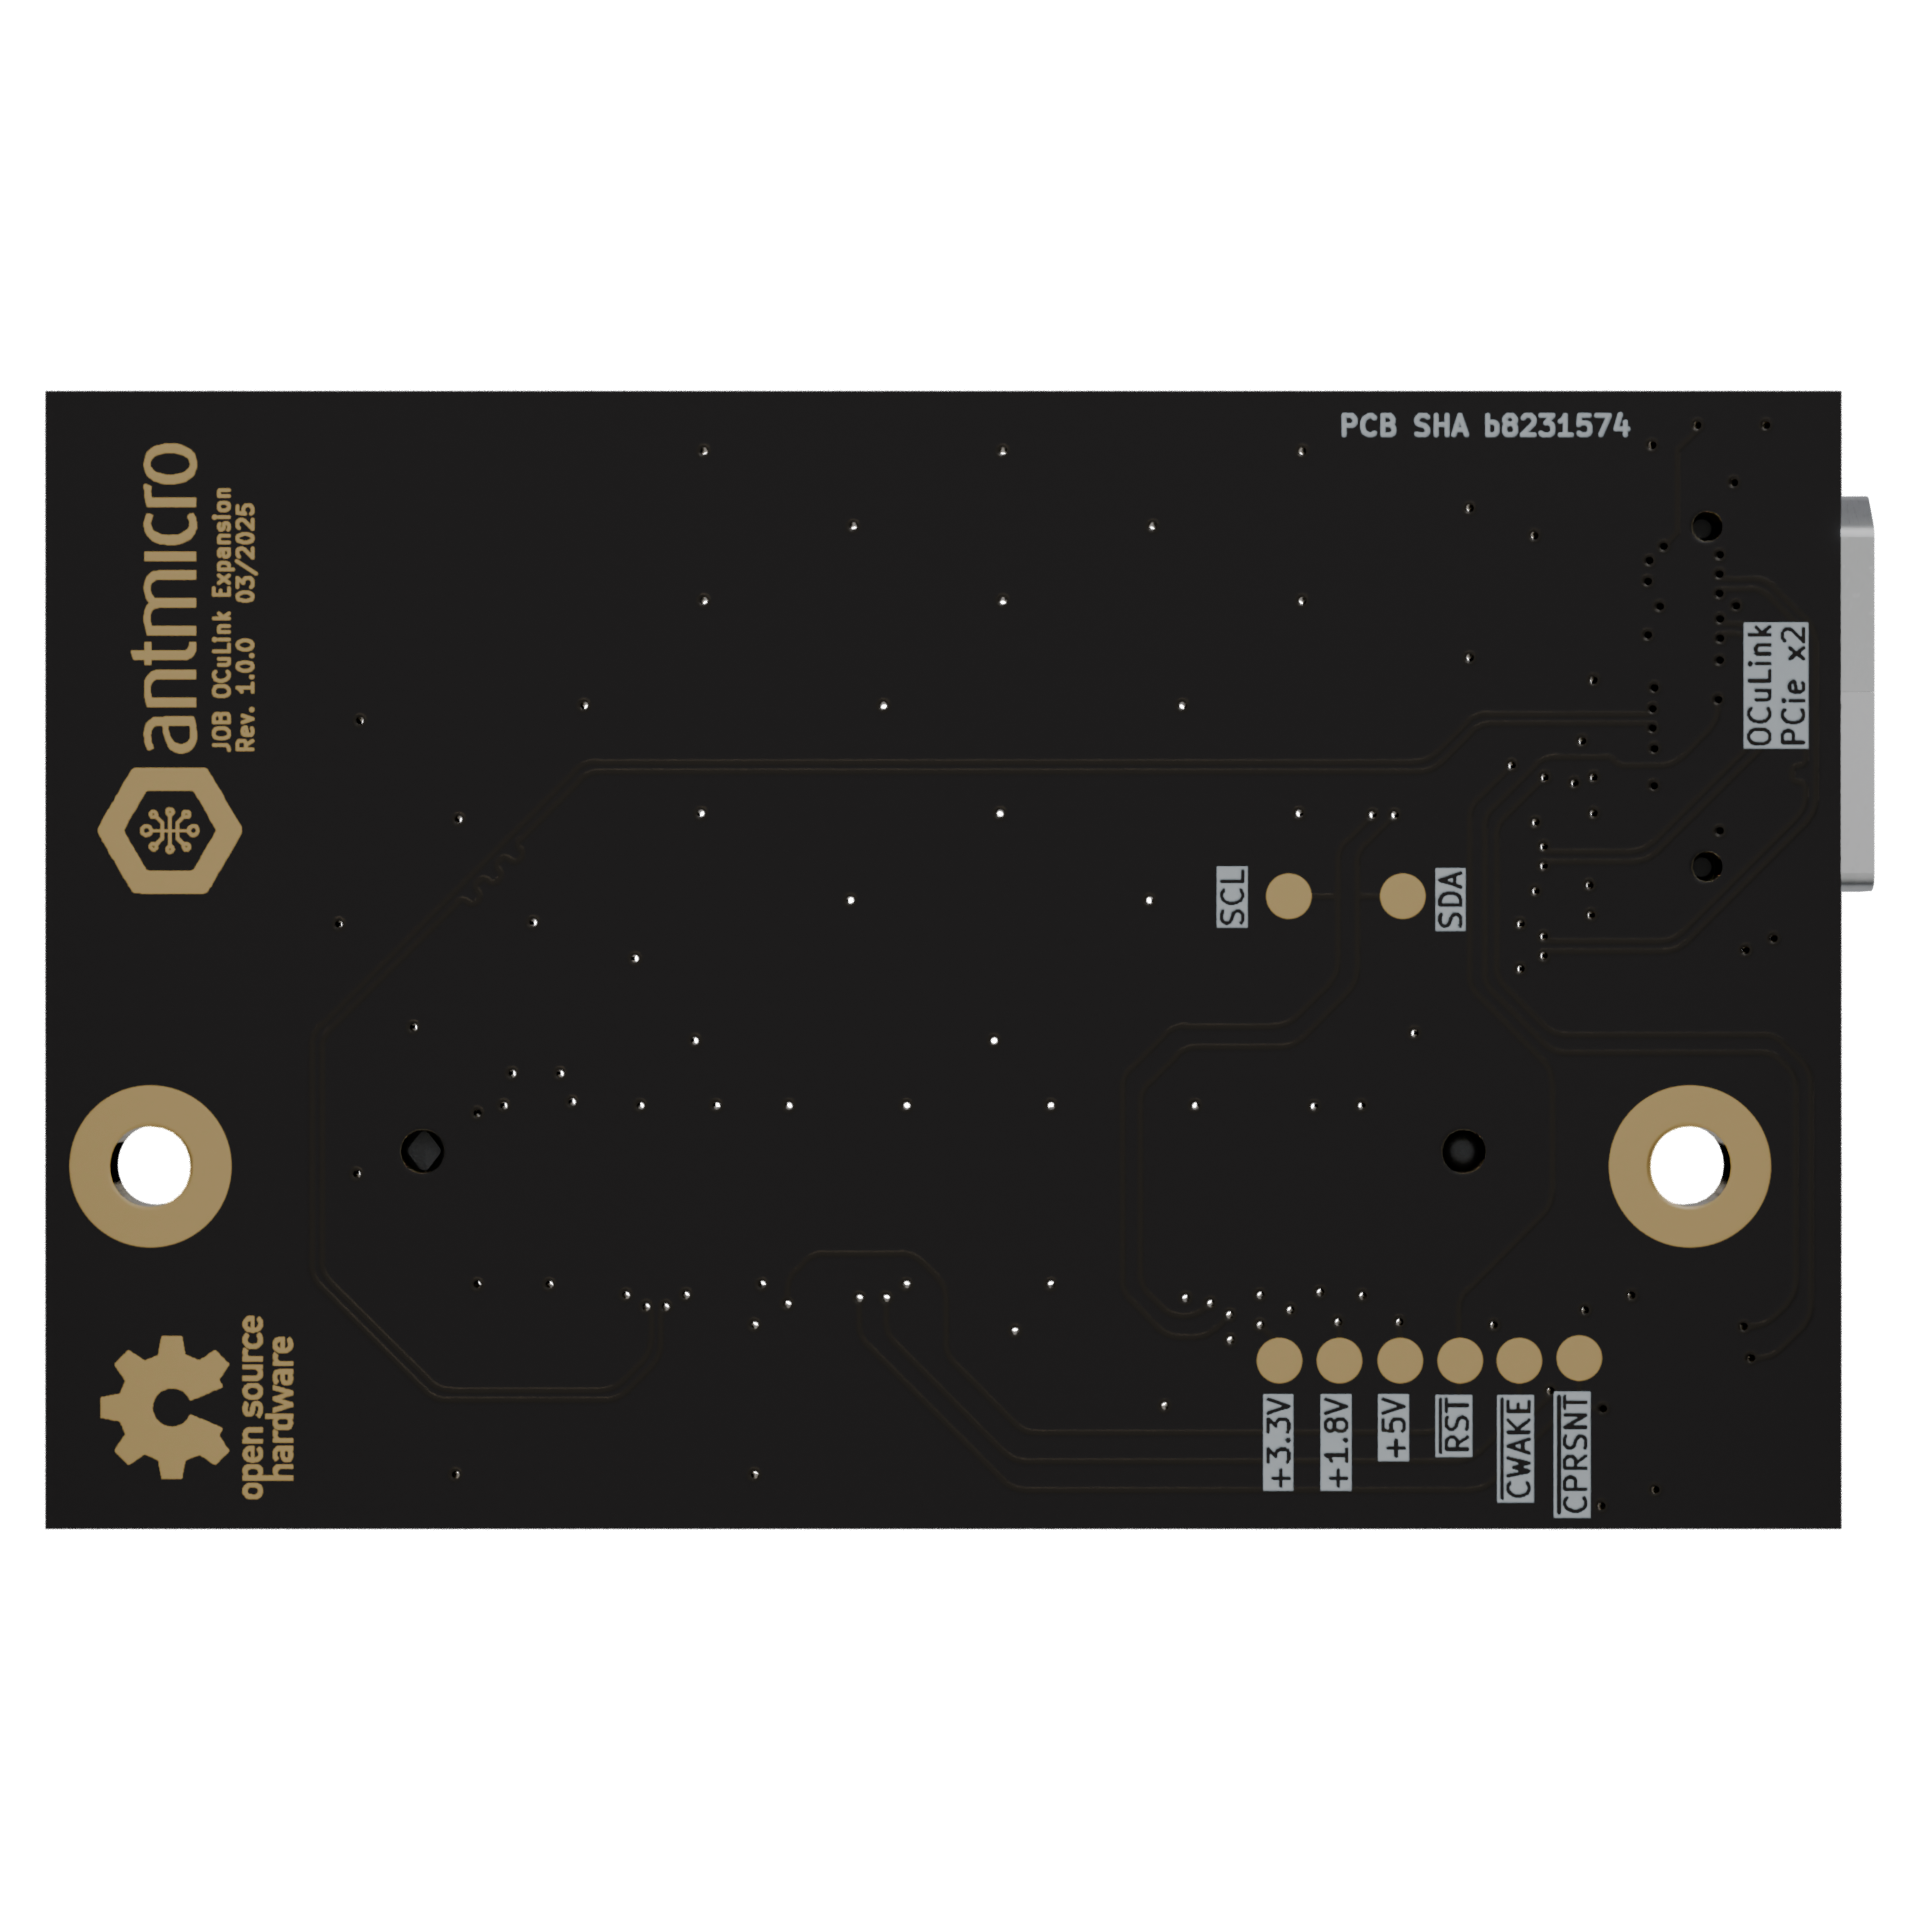 PCB SHA b8231574
antmicro
JOB OCuLink Expansion
Rev. 1.0.0 03/2025
OCuLink
PCie x2
SCL
SDA
open source
hardware
+3.3V
+1.8V
+5V
RST
CWAKE
CPRSNT